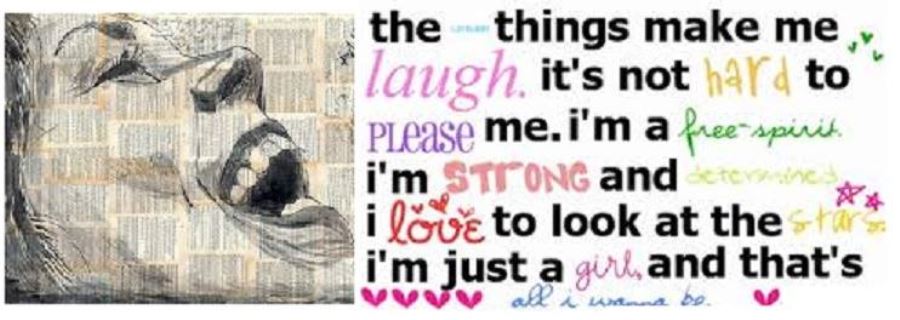 the things make me
laugh. it's not hard to
PLEASE me. i'm a free-spirit.
i'm STrONG and determined
i love to look at the stars.
i'm just a girl, and that's
all i wanna be.